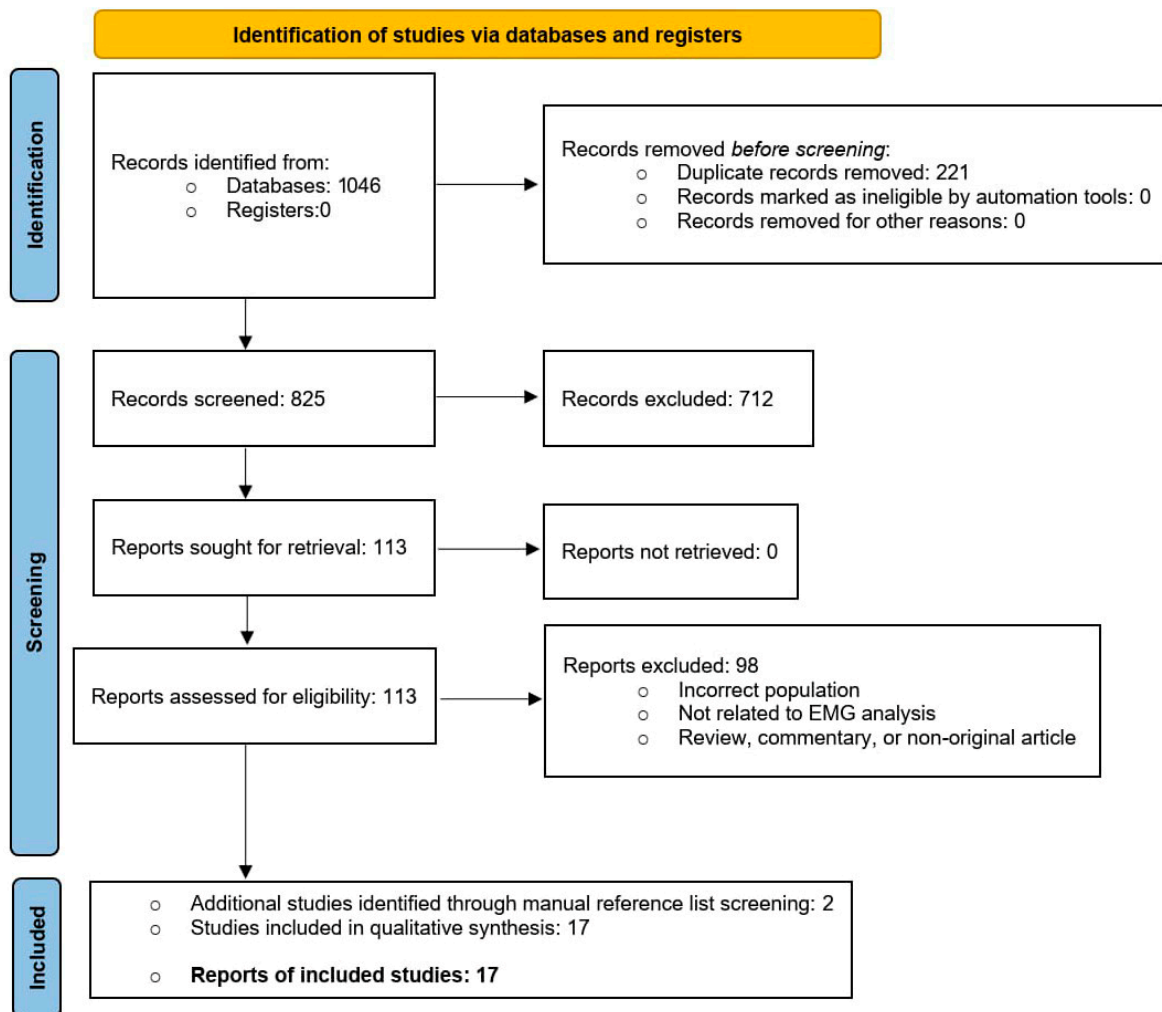 Identification of studies via databases and registers
Identification
Records identified from:
○ Databases: 1046
○ Registers:0
Records removed before screening:
○ Duplicate records removed: 221
○ Records marked as ineligible by automation tools: 0
○ Records removed for other reasons: 0
Screening
Records screened: 825
Records excluded: 712
Reports sought for retrieval: 113
Reports not retrieved: 0
Reports assessed for eligibility: 113
Reports excluded: 98
○ Incorrect population
○ Not related to EMG analysis
○ Review, commentary, or non-original article
Included
○ Additional studies identified through manual reference list screening: 2
○ Studies included in qualitative synthesis: 17
○ Reports of included studies: 17